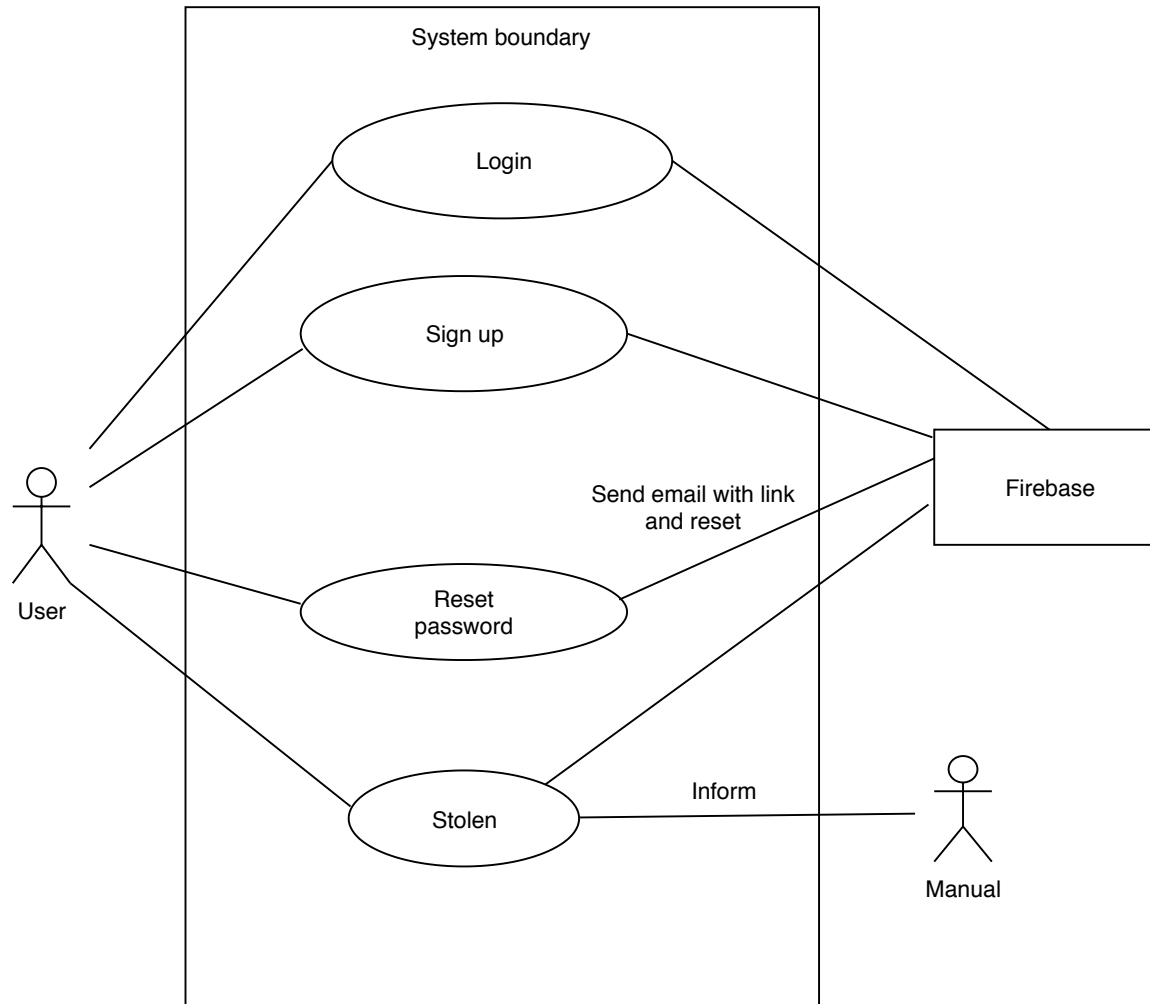 System boundary
Login
Sign up
Send email with link
and reset
Firebase
User
Reset
password
Inform
Stolen
Manual